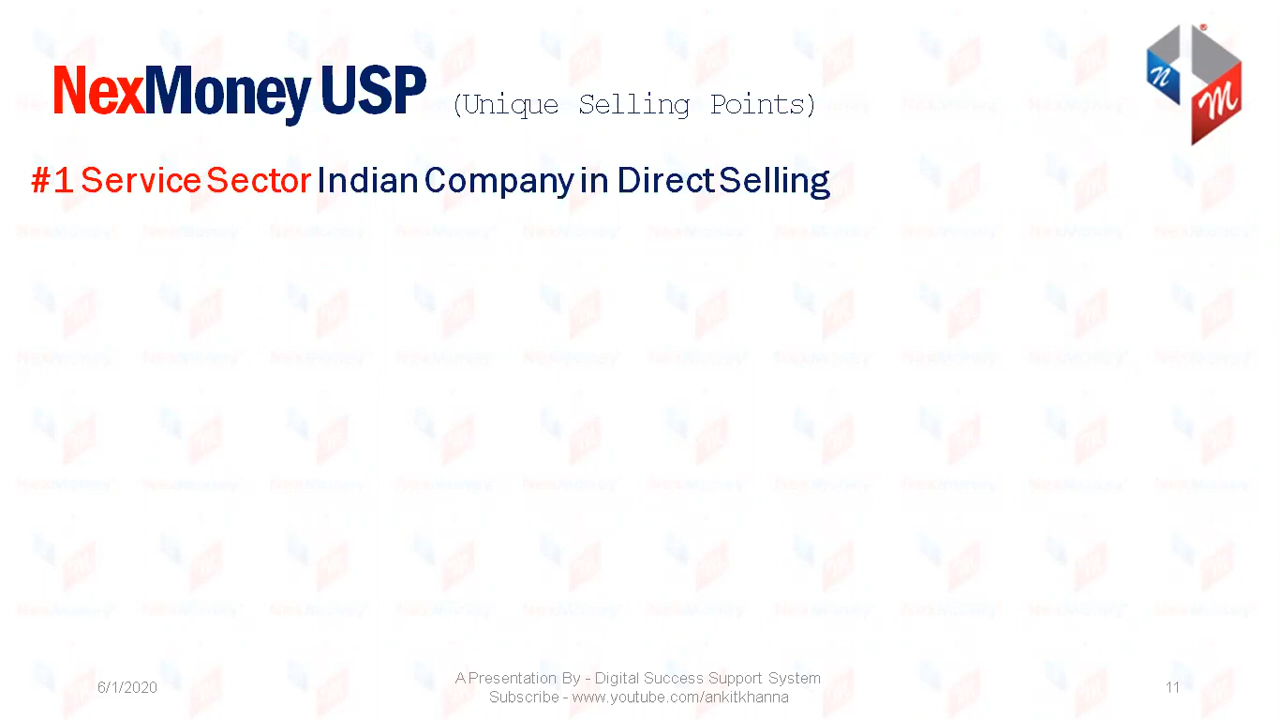 NexMoney USP (Unique Selling Points)
#1 Service Sector Indian Company in Direct Selling
6/1/2020
A Presentation By - Digital Success Support System
Subscribe - www.youtube.com/ankitkhanna
11